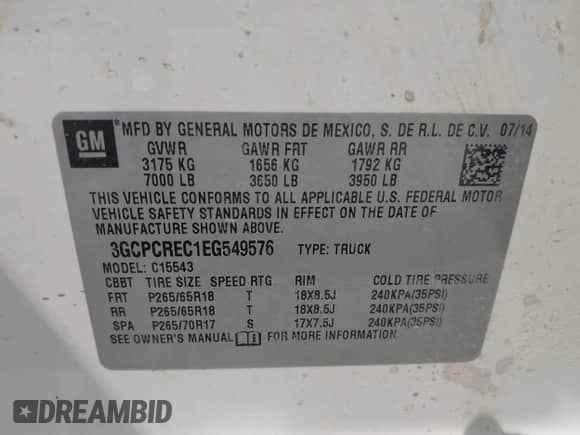 GM
® MFD BY GENERAL MOTORS DE MEXICO, S. DE R.L. DE C.V. 07/14
GVWR GAWR FRT GAWR RR
3175 KG 1656 KG 1792 KG
7000 LB 3650 LB 3950 LB
THIS VEHICLE CONFORMS TO ALL APPLICABLE U.S. FEDERAL MOTOR
VEHICLE SAFETY STANDARDS IN EFFECT ON THE DATE OF
MANUFACTURE SHOWN ABOVE.
3GCPCREC1EG549576 TYPE: TRUCK
MODEL: C15543
CBBT TIRE SIZE SPEED RTG RIM COLD TIRE PRESSURE
FRT P265/65R18 T 18X8.5J 240KPA(35PSI)
RR P265/65R18 T 18X8.5J 240KPA(35PSI)
SPA P265/70R17 S 17X7.5J 240KPA(35PSI)
SEE OWNER'S MANUAL FOR MORE INFORMATION.
DREAMBID